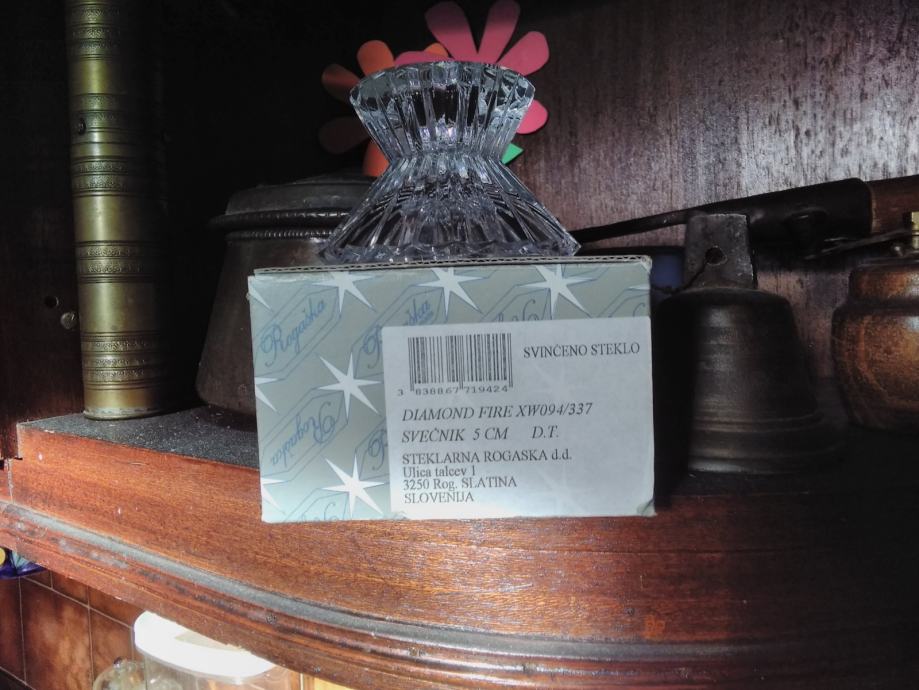 Rogaška
Rogaška
Rogaška
SVINČENO STEKLO
3 838867 719424
DIAMOND FIRE XW094/337
SVEČNIK 5 CM D.T.
STEKLARNA ROGASKA d.d.
Ulica talcev 1
3250 Rog. SLATINA
SLOVENIJA